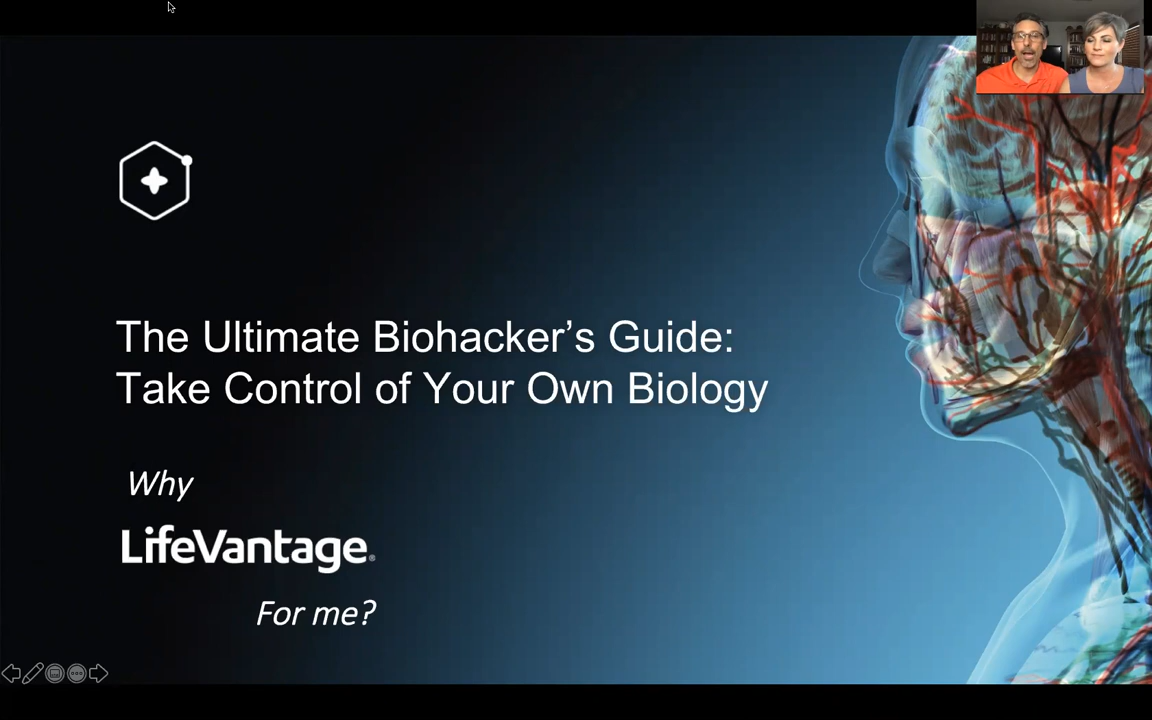 The Ultimate Biohacker’s Guide:
Take Control of Your Own Biology
Why
LifeVantage®
For me?